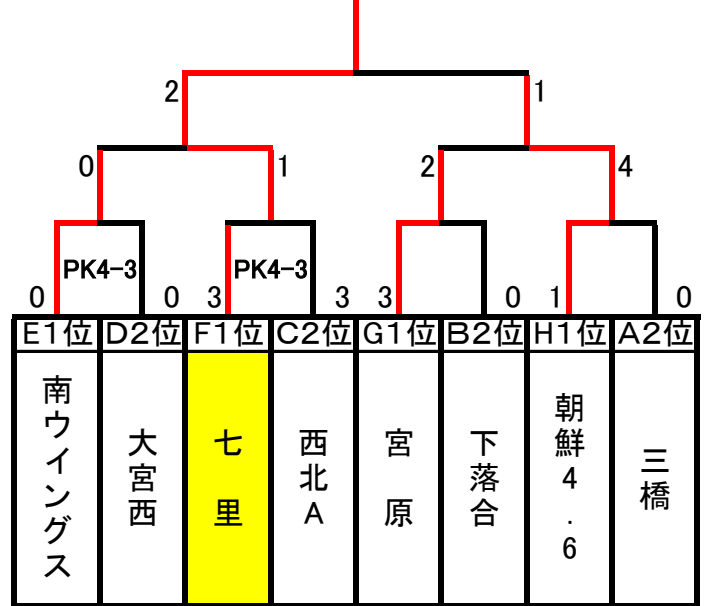 2 1
0 1 2 4
PK4-3 PK4-3
0 0 3 3 3 0 1 0
E1位 D2位 F1位 C2位 G1位 B2位 H1位 A2位
南ウイングス
大宮西
七里
西北A
宮原
下落合
朝鮮4.6
三橋